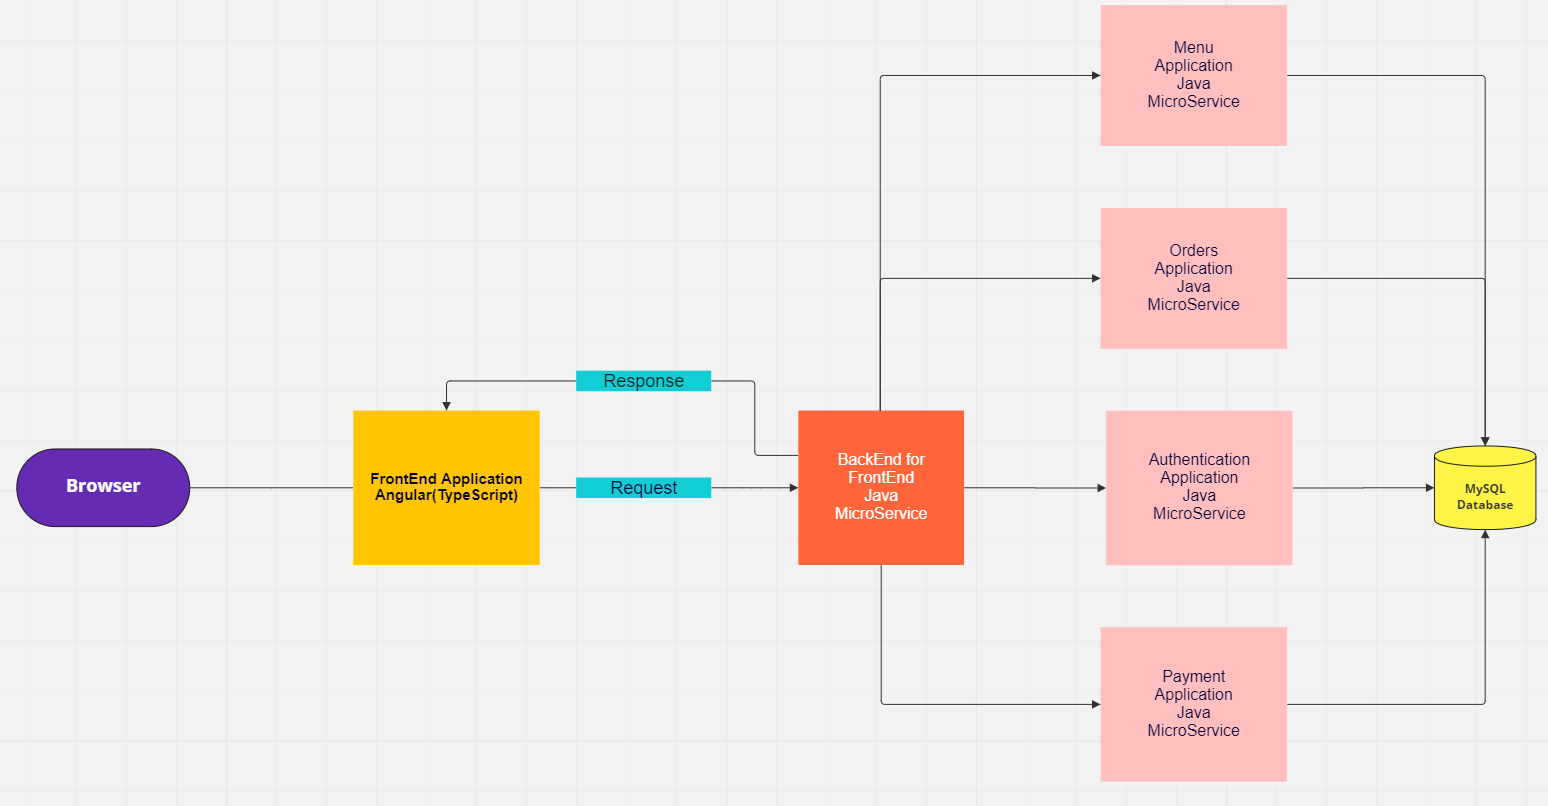 Menu
Application
Java
MicroService
Orders
Application
Java
MicroService
Response
Browser
FrontEnd Application
Angular(TypeScript)
Request
BackEnd for
FrontEnd
Java
MicroService
Authentication
Application
Java
MicroService
MySQL
Database
Payment
Application
Java
MicroService